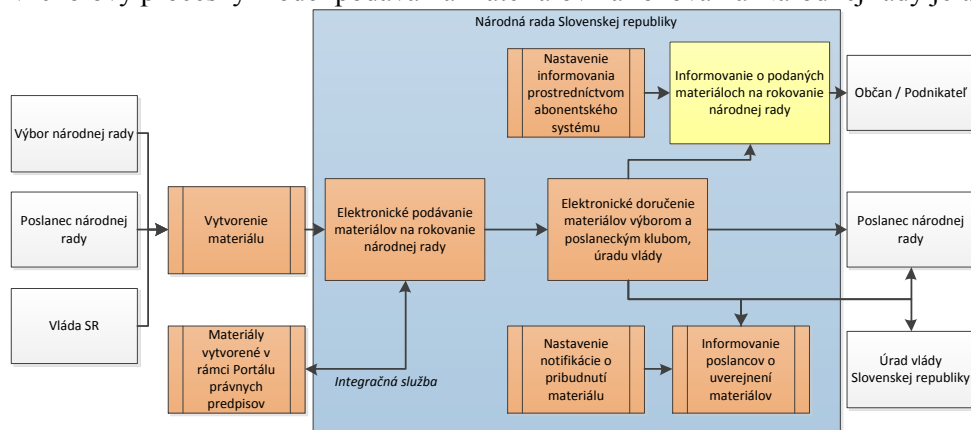 Národná rada Slovenskej republiky
Nastavenie
informovania
prostredníctvom
abonentského
systému
Informovanie o podaných
materiáloch na rokovanie
národnej rady
Občan / Podnikateľ
Výbor národnej rady
Poslanec národnej
rady
Vláda SR
Vytvorenie
materiálu
Elektronické podávanie
materiálov na rokovanie
národnej rady
Elektronické doručenie
materiálov výborom a
poslaneckým klubom,
úradu vlády
Poslanec národnej
rady
Materiály
vytvorené v
rámci Portálu
právnych
predpisov
Integračná služba
Nastavenie
notifikácie o
pribudnutí
materiálu
Informovanie
poslancov o
uverejnení
materiálov
Úrad vlády
Slovenskej republiky